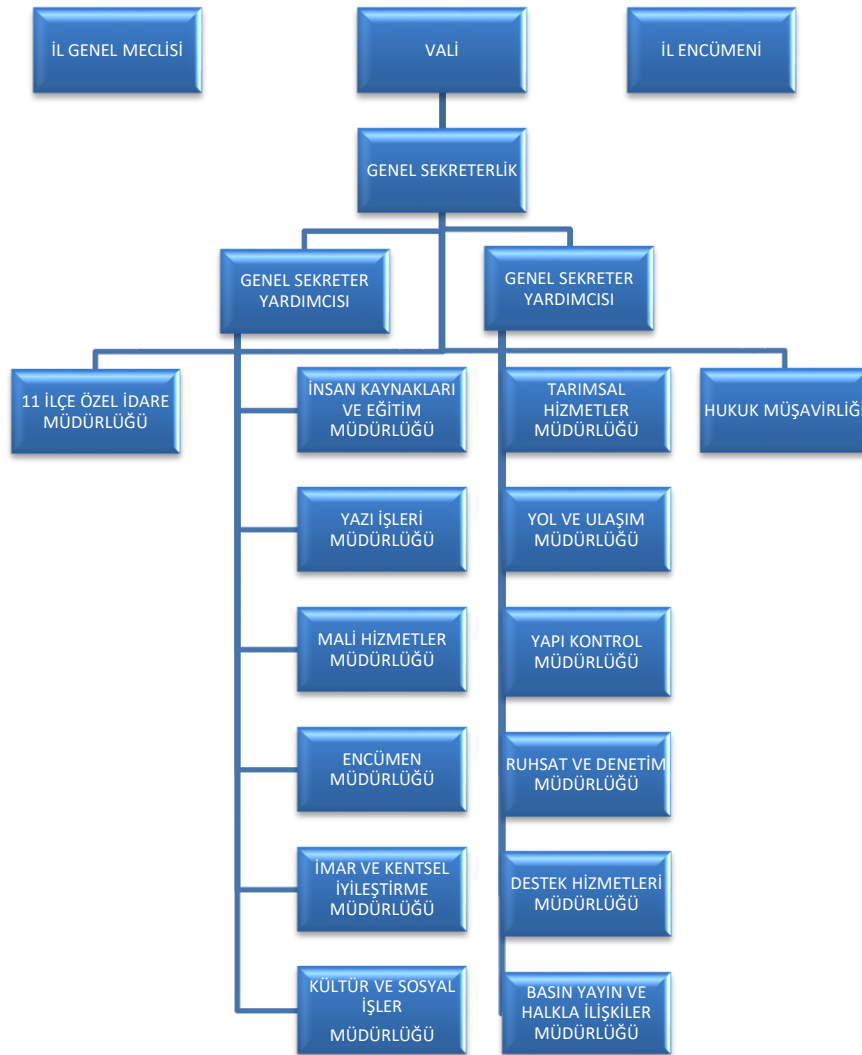 İL GENEL MECLİSİ
VALİ
İL ENCÜMENİ
GENEL SEKRETERLİK
GENEL SEKRETER
YARDIMCISI
GENEL SEKRETER
YARDIMCISI
11 İLÇE ÖZEL İDARE
MÜDÜRLÜĞÜ
İNSAN KAYNAKLARI
VE EĞİTİM
MÜDÜRLÜĞÜ
TARIMSAL
HİZMETLER
MÜDÜRLÜĞÜ
HUKUK MÜŞAVİRLİĞİ
YAZI İŞLERİ
MÜDÜRLÜĞÜ
YOL VE ULAŞIM
MÜDÜRLÜĞÜ
MALİ HİZMETLER
MÜDÜRLÜĞÜ
YAPI KONTROL
MÜDÜRLÜĞÜ
ENCÜMEN
MÜDÜRLÜĞÜ
RUHSAT VE DENETİM
MÜDÜRLÜĞÜ
İMAR VE KENTSEL
İYİLEŞTİRME
MÜDÜRLÜĞÜ
DESTEK HİZMETLERİ
MÜDÜRLÜĞÜ
KÜLTÜR VE SOSYAL
İŞLER
MÜDÜRLÜĞÜ
BASIN YAYIN VE
HALKLA İLİŞKİLER
MÜDÜRLÜĞÜ